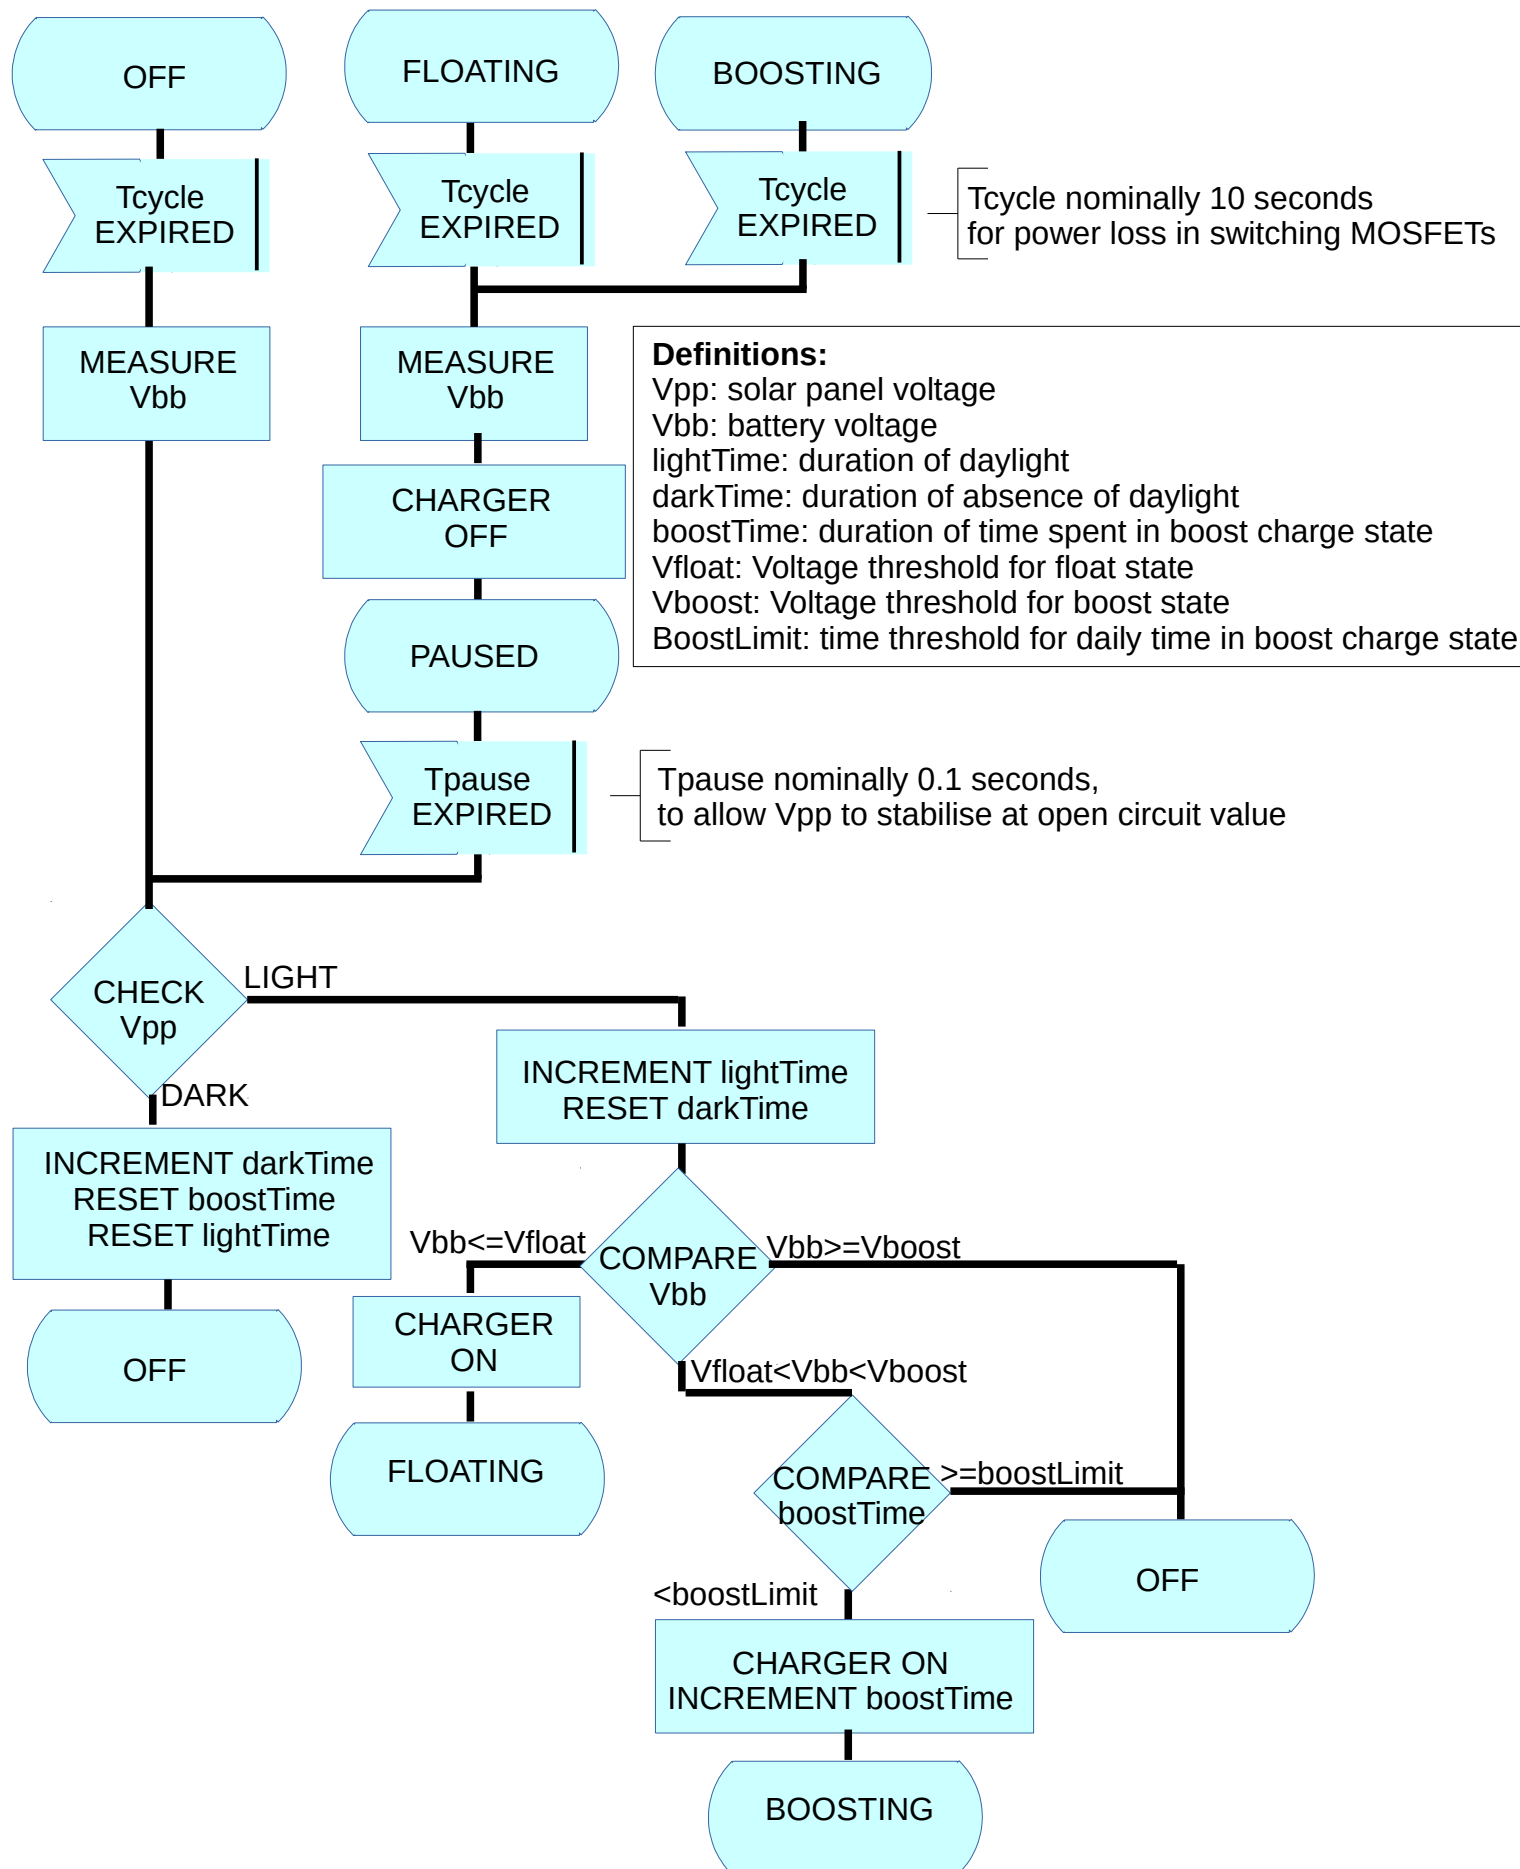 OFF
FLOATING
BOOSTING
Tcycle
EXPIRED
Tcycle
EXPIRED
Tcycle
EXPIRED
Tcycle nominally 10 seconds
for power loss in switching MOSFETs
MEASURE
Vbb
MEASURE
Vbb
Definitions:
Vpp: solar panel voltage
Vbb: battery voltage
lightTime: duration of daylight
darkTime: duration of absence of daylight
boostTime: duration of time spent in boost charge state
Vfloat: Voltage threshold for float state
Vboost: Voltage threshold for boost state
BoostLimit: time threshold for daily time in boost charge state
CHARGER
OFF
PAUSED
Tpause
EXPIRED
Tpause nominally 0.1 seconds,
to allow Vpp to stabilise at open circuit value
CHECK
Vpp
LIGHT
DARK
INCREMENT lightTime
RESET darkTime
INCREMENT darkTime
RESET boostTime
RESET lightTime
Vbb<=Vfloat
COMPARE
Vbb
Vbb>=Vboost
CHARGER
ON
OFF
Vfloat<Vbb<Vboost
FLOATING
COMPARE
boostTime
>=boostLimit
<boostLimit
OFF
CHARGER ON
INCREMENT boostTime
BOOSTING